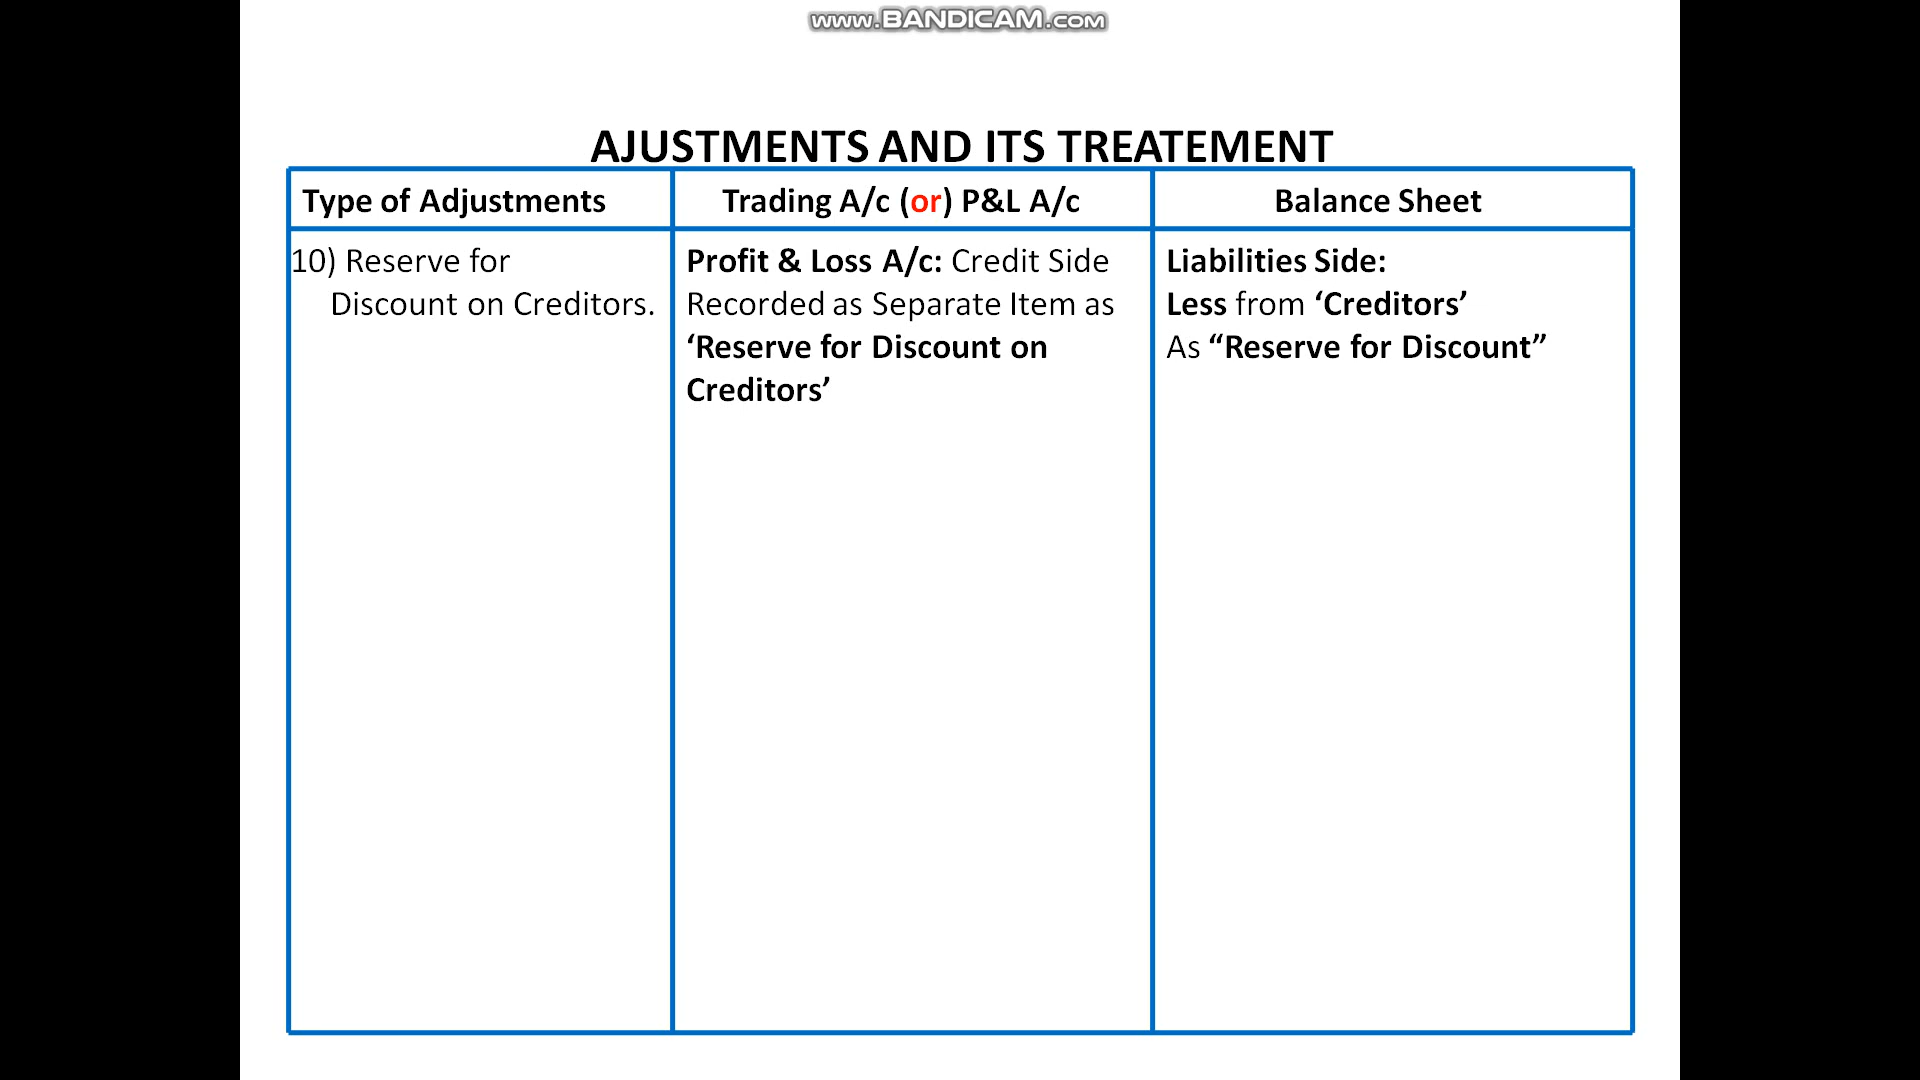 www.BANDICAM.com
AJUSTMENTS AND ITS TREATEMENT
Type of Adjustments
Trading A/c (or) P&L A/c
Balance Sheet
10) Reserve for
Discount on Creditors.
Profit & Loss A/c: Credit Side
Recorded as Separate Item as
‘Reserve for Discount on
Creditors’
Liabilities Side:
Less from ‘Creditors’
As “Reserve for Discount”